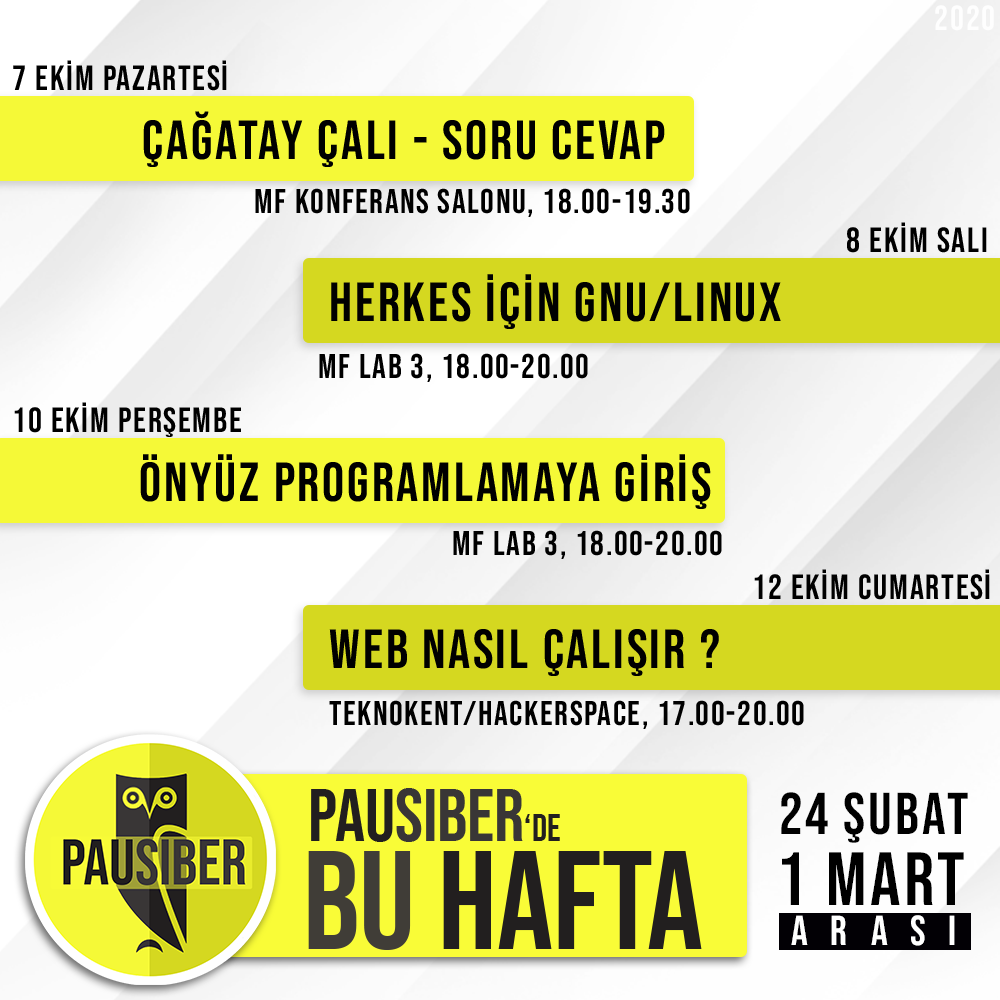 2020
7 EKİM PAZARTESİ
ÇAĞATAY ÇALI - SORU CEVAP
MF KONFERANS SALONU, 18.00-19.30
8 EKİM SALI
HERKES İÇİN GNU/LINUX
MF LAB 3, 18.00-20.00
10 EKİM PERŞEMBE
ÖNYÜZ PROGRAMLAMAYA GİRİŞ
MF LAB 3, 18.00-20.00
12 EKİM CUMARTESİ
WEB NASIL ÇALIŞIR ?
TEKNOKENT/HACKERSPACE, 17.00-20.00
PAUSIBER
PAUSIBER'DE
BU HAFTA
24 ŞUBAT
1 MART
ARASI